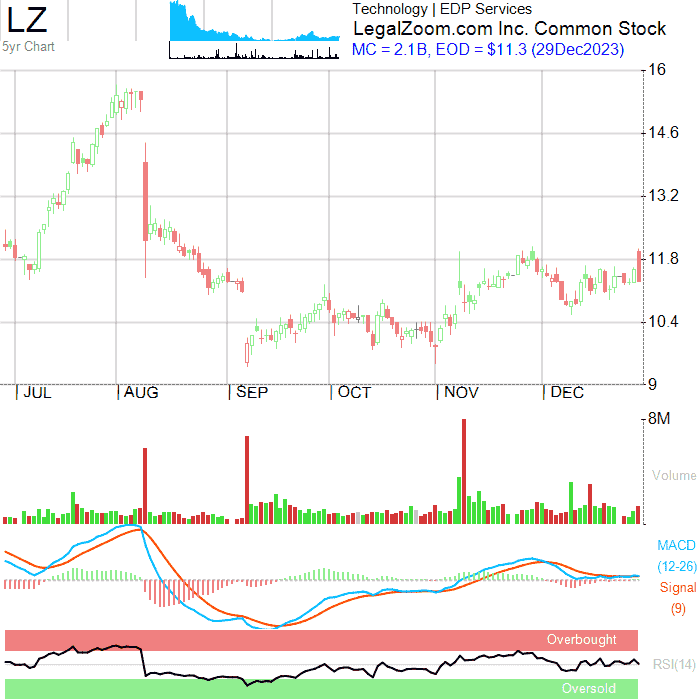 LZ
5yr Chart
Technology | EDP Services
LegalZoom.com Inc. Common Stock
MC = 2.1B, EOD = $11.3 (29Dec2023)
16
14.6
13.2
11.8
10.4
9
JUL AUG SEP OCT NOV DEC
8M
Volume
MACD
(12-26)
Signal
(9)
Overbought
RSI(14)
Oversold